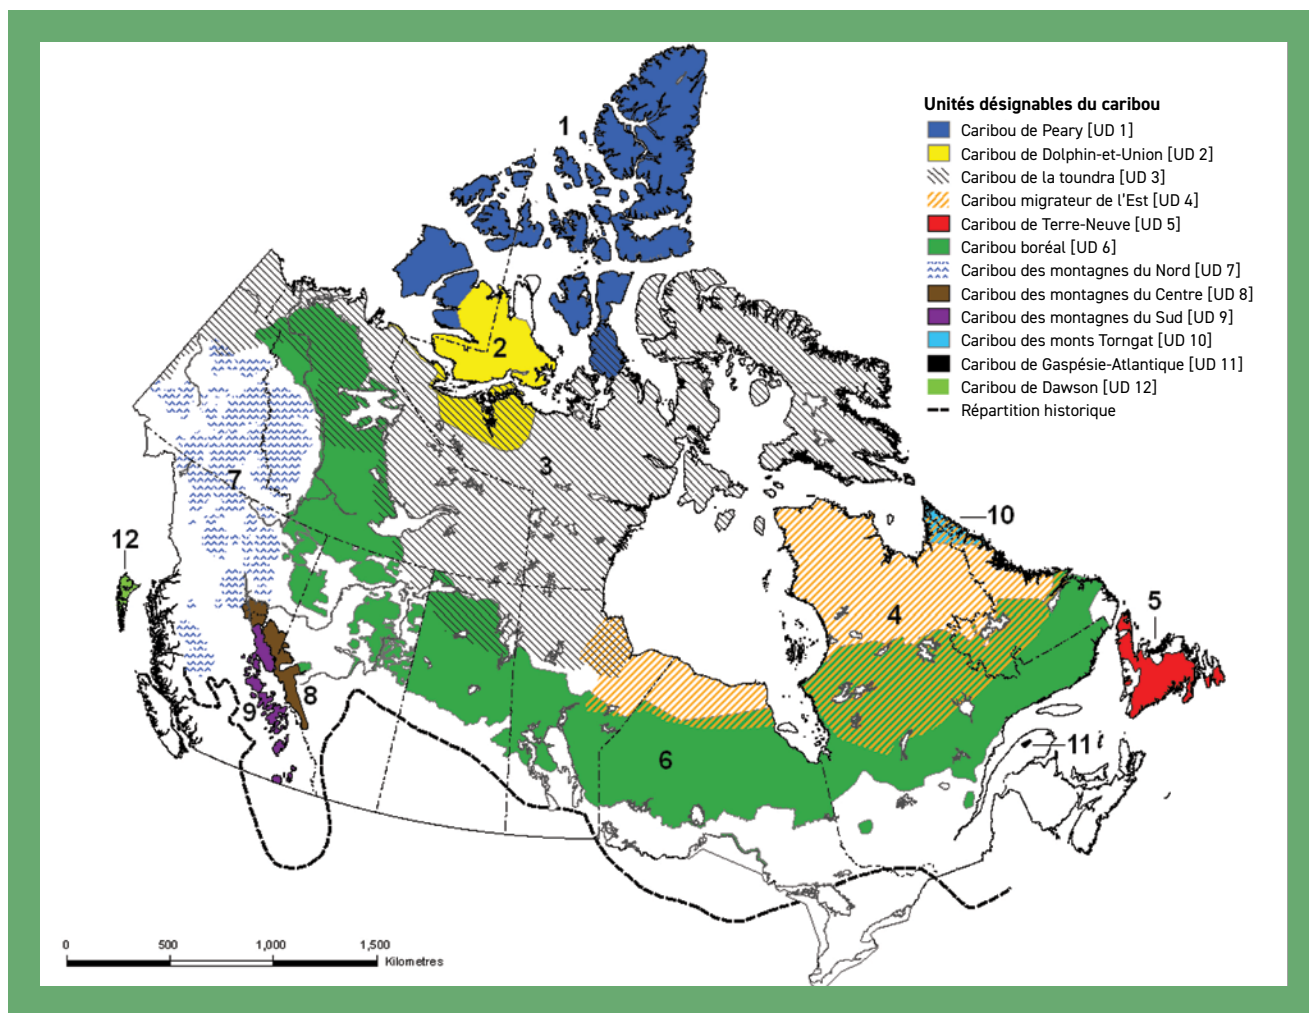 Unités désignables du caribou
Caribou de Peary [UD 1]
Caribou de Dolphin-et-Union [UD 2]
Caribou de la toundra [UD 3]
Caribou migrateur de l'Est [UD 4]
Caribou de Terre-Neuve [UD 5]
Caribou boréal [UD 6]
Caribou des montagnes du Nord [UD 7]
Caribou des montagnes du Centre [UD 8]
Caribou des montagnes du Sud [UD 9]
Caribou des monts Torngat [UD 10]
Caribou de Gaspésie-Atlantique [UD 11]
Caribou de Dawson [UD 12]
Répartition historique
1
2
3
7
10
12
4
5
8
9
11
6
0 500 1,000 1,500
Kilometres